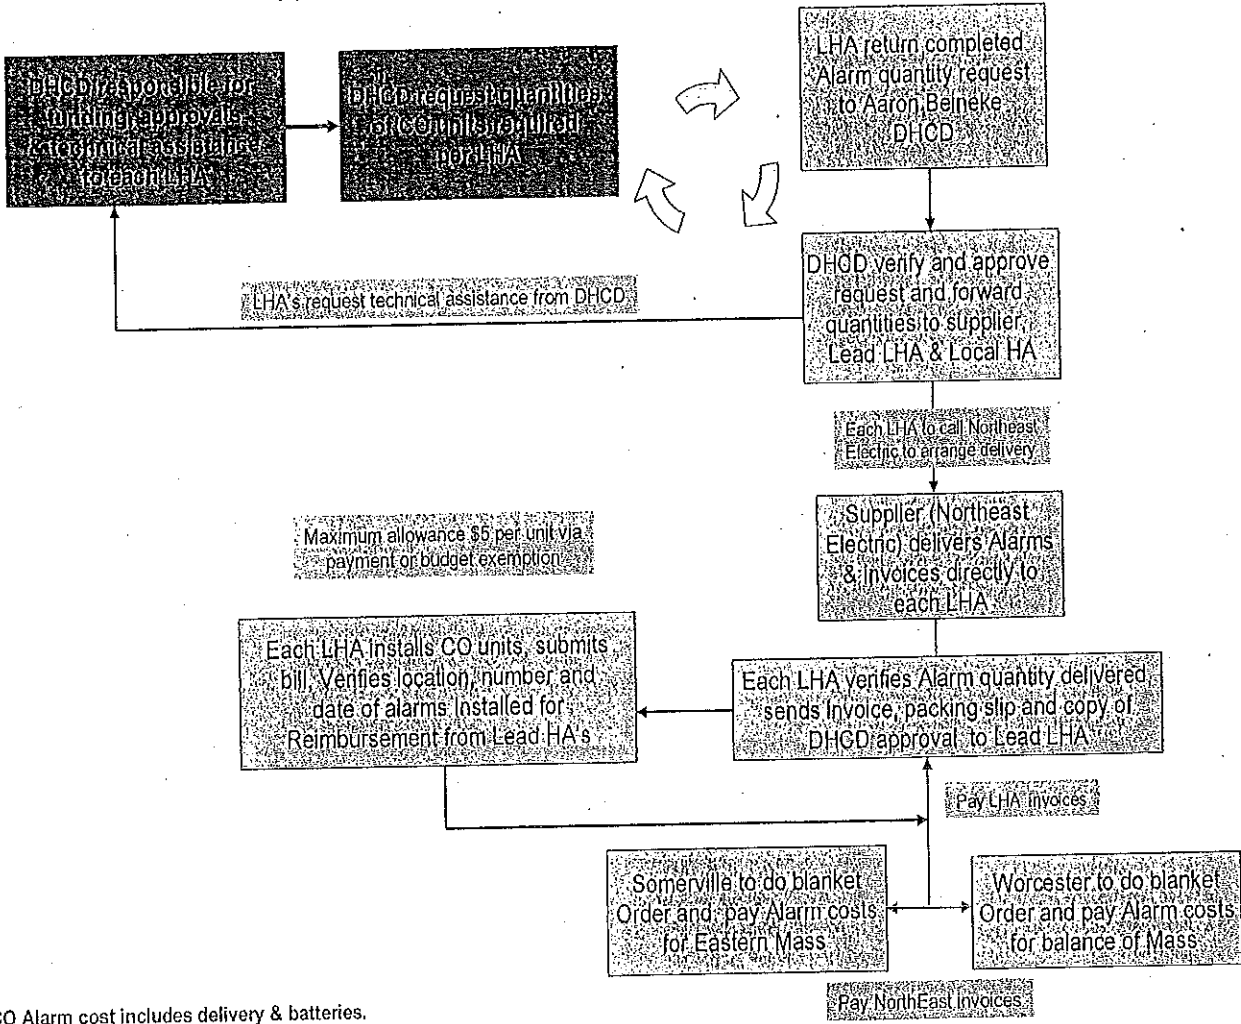 DHCD responsible for
funding, approvals
& technical assistance
to each LHA
DHCD request quantities
of CO units required
per LHA
LHA return completed
Alarm quantity request
to Aaron Beineke
DHCD
DHCD verify and approve
request and forward
quantities to supplier,
Lead LHA & Local HA
LHA's request technical assistance from DHCD
Each LHA to call Northeast
Electric to arrange delivery
Supplier (Northeast
Electric) delivers Alarms
& Invoices directly to
each LHA
Maximum allowance $5 per unit via
payment or budget exemption
Each LHA installs CO units, submits
bill, Verifies location, number and
date of alarms installed for
Reimbursement from Lead HA's
Each LHA verifies Alarm quantity delivered,
sends Invoice, packing slip and copy of
DHCD approval to Lead LHA
Pay LHA Invoices
Somerville to do blanket
Order and pay Alarm costs
for Eastern Mass
Worcester to do blanket
Order and pay Alarm costs
for balance of Mass
Pay NorthEast Invoices
CO Alarm cost includes delivery & batteries.